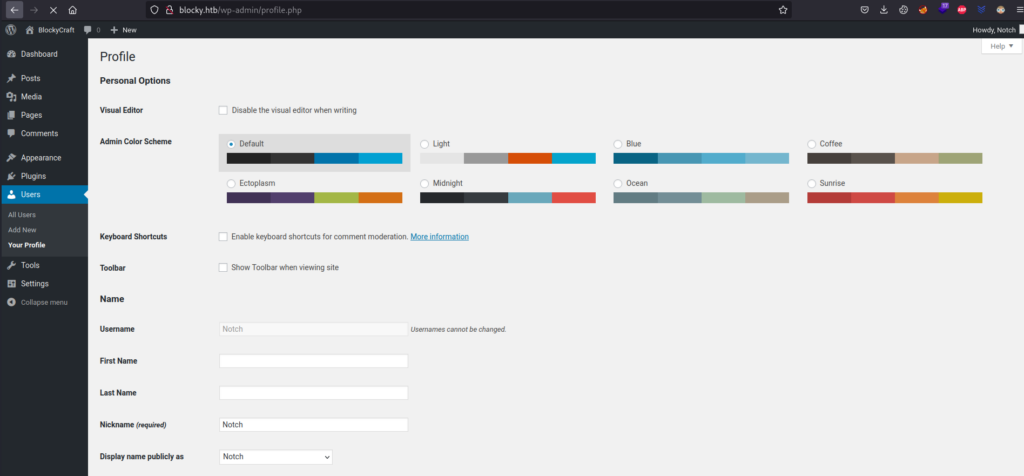 blocky.htb/wp-admin/profile.php
57
ABP
BlockyCraft 0 New Howdy, Notch
Help
Dashboard
Posts
Media
Pages
Comments
Appearance
Plugins
Users
All Users
Add New
Your Profile
Tools
Settings
Collapse menu
Profile
Personal Options
Visual Editor Disable the visual editor when writing
Admin Color Scheme Default Light Blue Coffee
Ectoplasm Midnight Ocean Sunrise
Keyboard Shortcuts Enable keyboard shortcuts for comment moderation. More information
Toolbar Show Toolbar when viewing site
Name
Username Notch Usernames cannot be changed.
First Name
Last Name
Nickname (required) Notch
Display name publicly as Notch